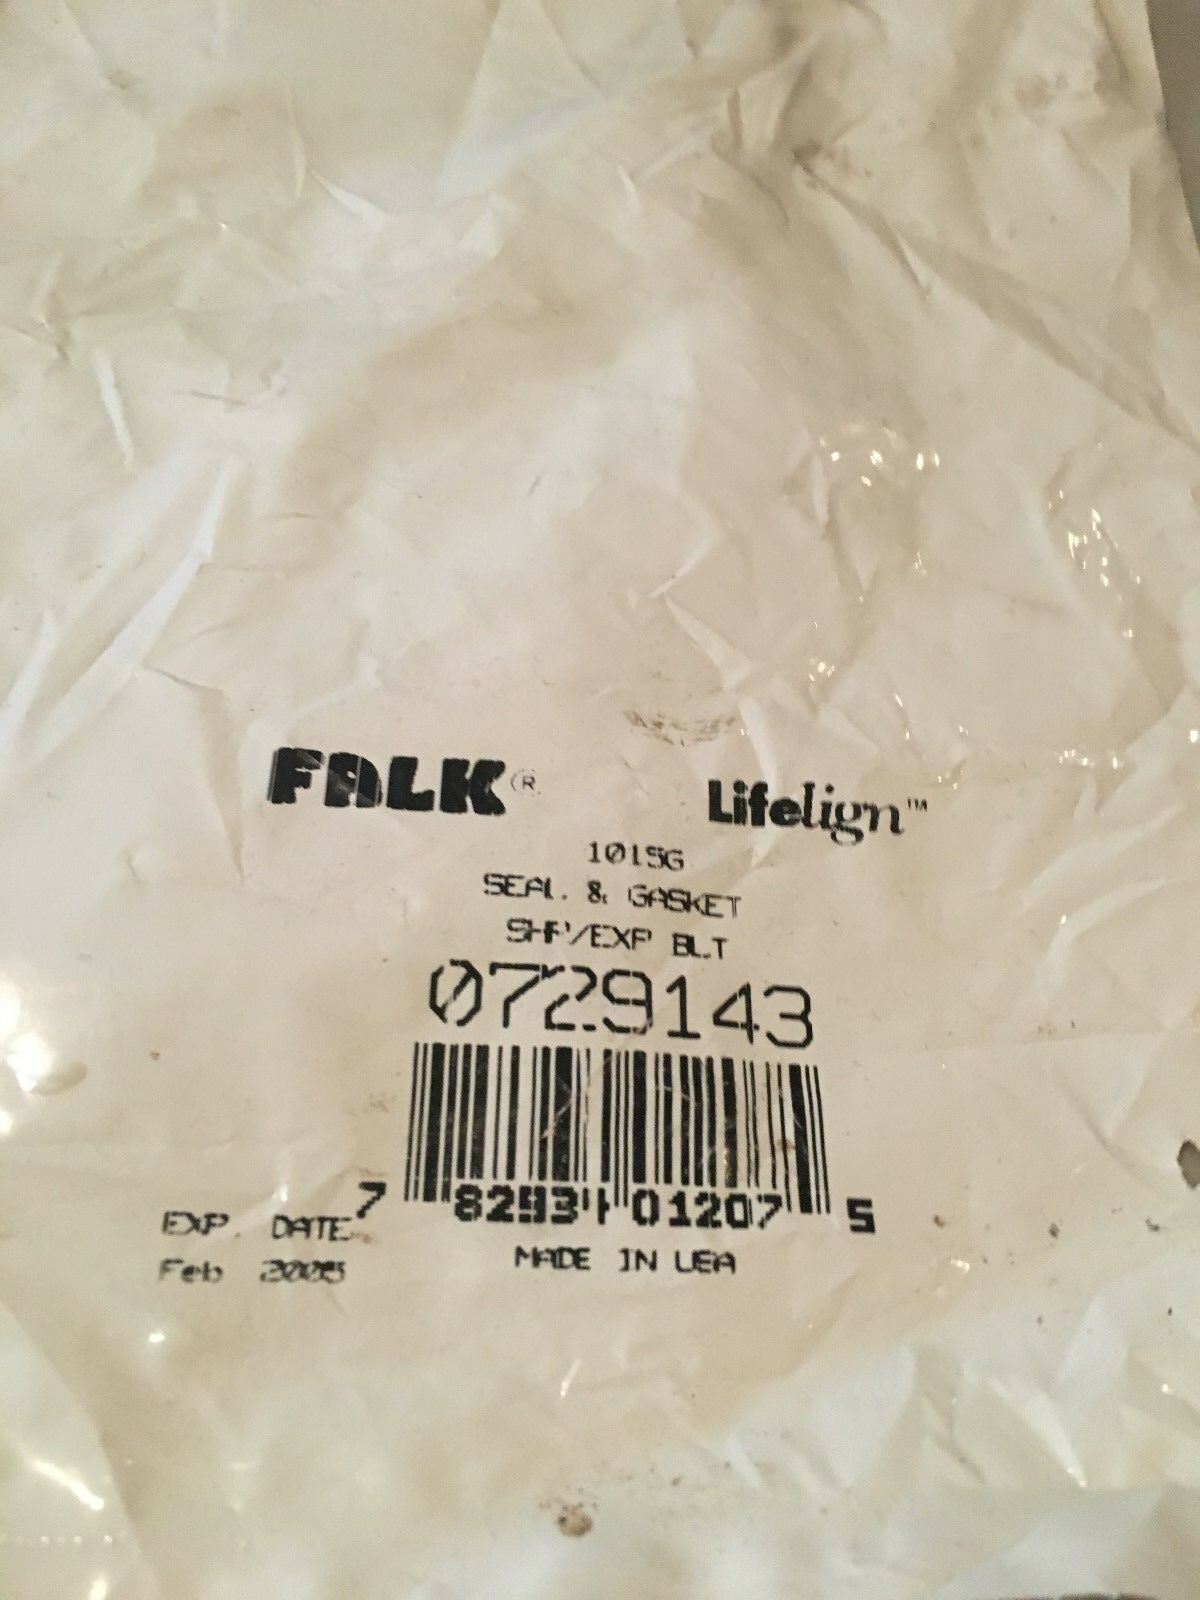 FALK®
Lifelign™
1015G
SEAL & GASKET
SHP/EXP BLT
0729143
7 82931 01207 5
EXP. DATE
Feb
MADE IN USA